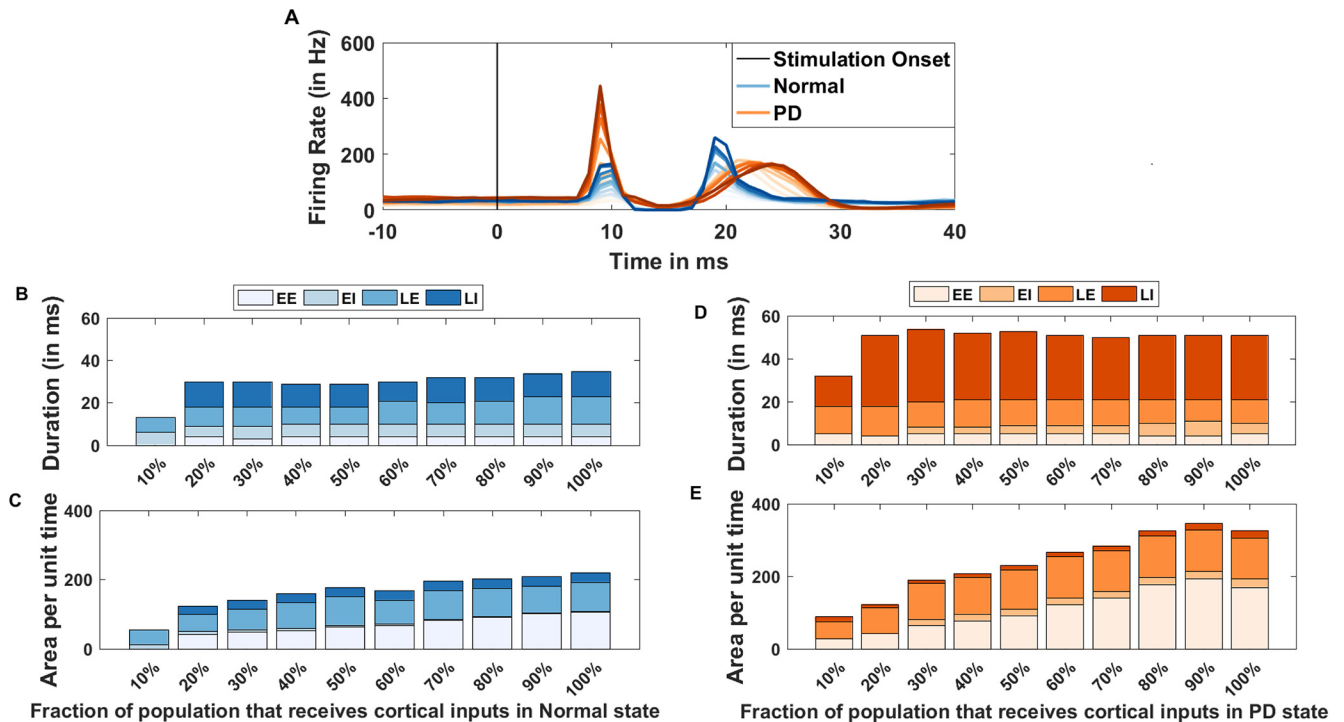 A
Firing Rate (in Hz)
600
400
200
0
-10
0
10
20
30
40
Time in ms
Stimulation Onset
Normal
PD
B
EE EI LE LI
Duration (in ms)
60
40
20
0
10% 20% 30% 40% 50% 60% 70% 80% 90% 100%
C
Area per unit time
400
200
0
10% 20% 30% 40% 50% 60% 70% 80% 90% 100%
Fraction of population that receives cortical inputs in Normal state
D
EE EI LE LI
Duration (in ms)
60
40
20
0
10% 20% 30% 40% 50% 60% 70% 80% 90% 100%
E
Area per unit time
400
200
0
10% 20% 30% 40% 50% 60% 70% 80% 90% 100%
Fraction of population that receives cortical inputs in PD state